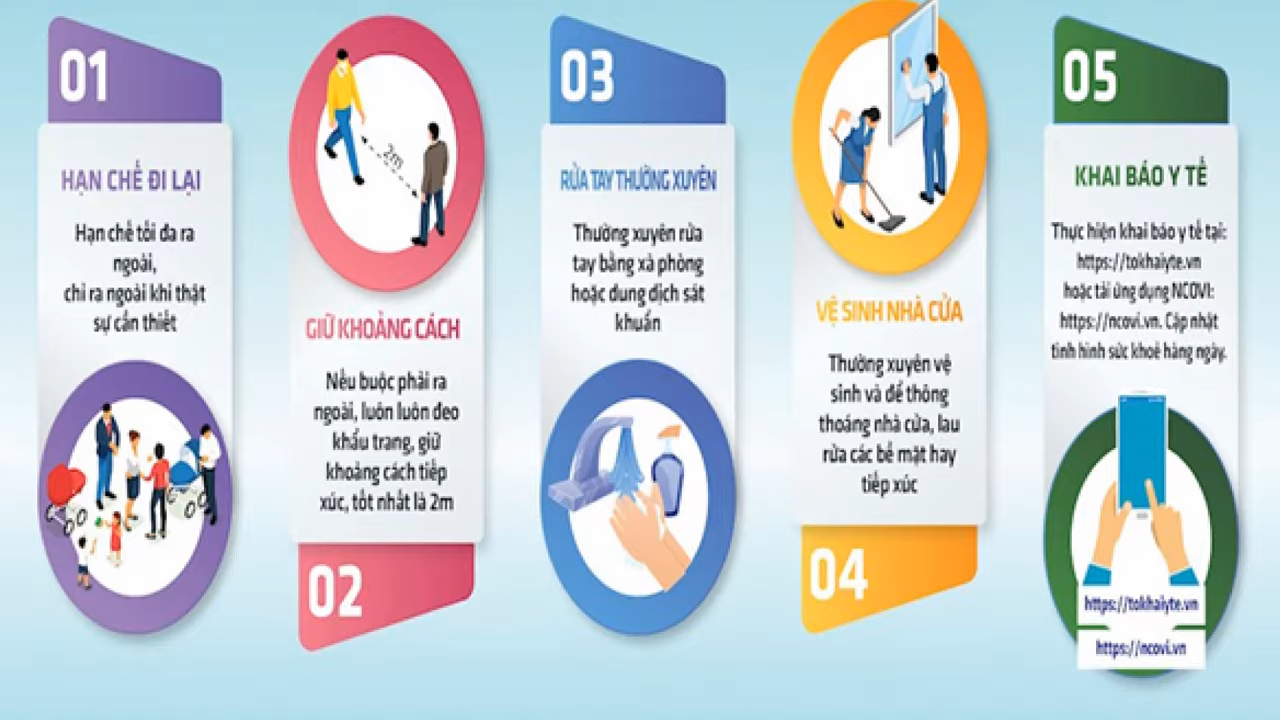 01
HẠN CHẾ ĐI LẠI
Hạn chế tối đa ra
ngoài,
chỉ ra ngoài khi thật
sự cần thiết
2m
GIỮ KHOẢNG CÁCH
Nếu buộc phải ra
ngoài, luôn luôn đeo
khẩu trang, giữ
khoảng cách tiếp
xúc, tốt nhất là 2m
02
03
RỬA TAY THƯỜNG XUYÊN
Thường xuyên rửa
tay bằng xà phòng
hoặc dung dịch sát
khuẩn
VỆ SINH NHÀ CỬA
Thường xuyên vệ
sinh và để thông
thoáng nhà cửa, lau
rửa các bề mặt hay
tiếp xúc
04
05
KHAI BÁO Y TẾ
Thực hiện khai báo y tế tại:
https://tokhaiyte.vn
hoặc tải ứng dụng NCOVI:
https://ncovi.vn. Cập nhật
tình hình sức khoẻ hàng ngày.
https://tokhaiyte.vn
https://ncovi.vn